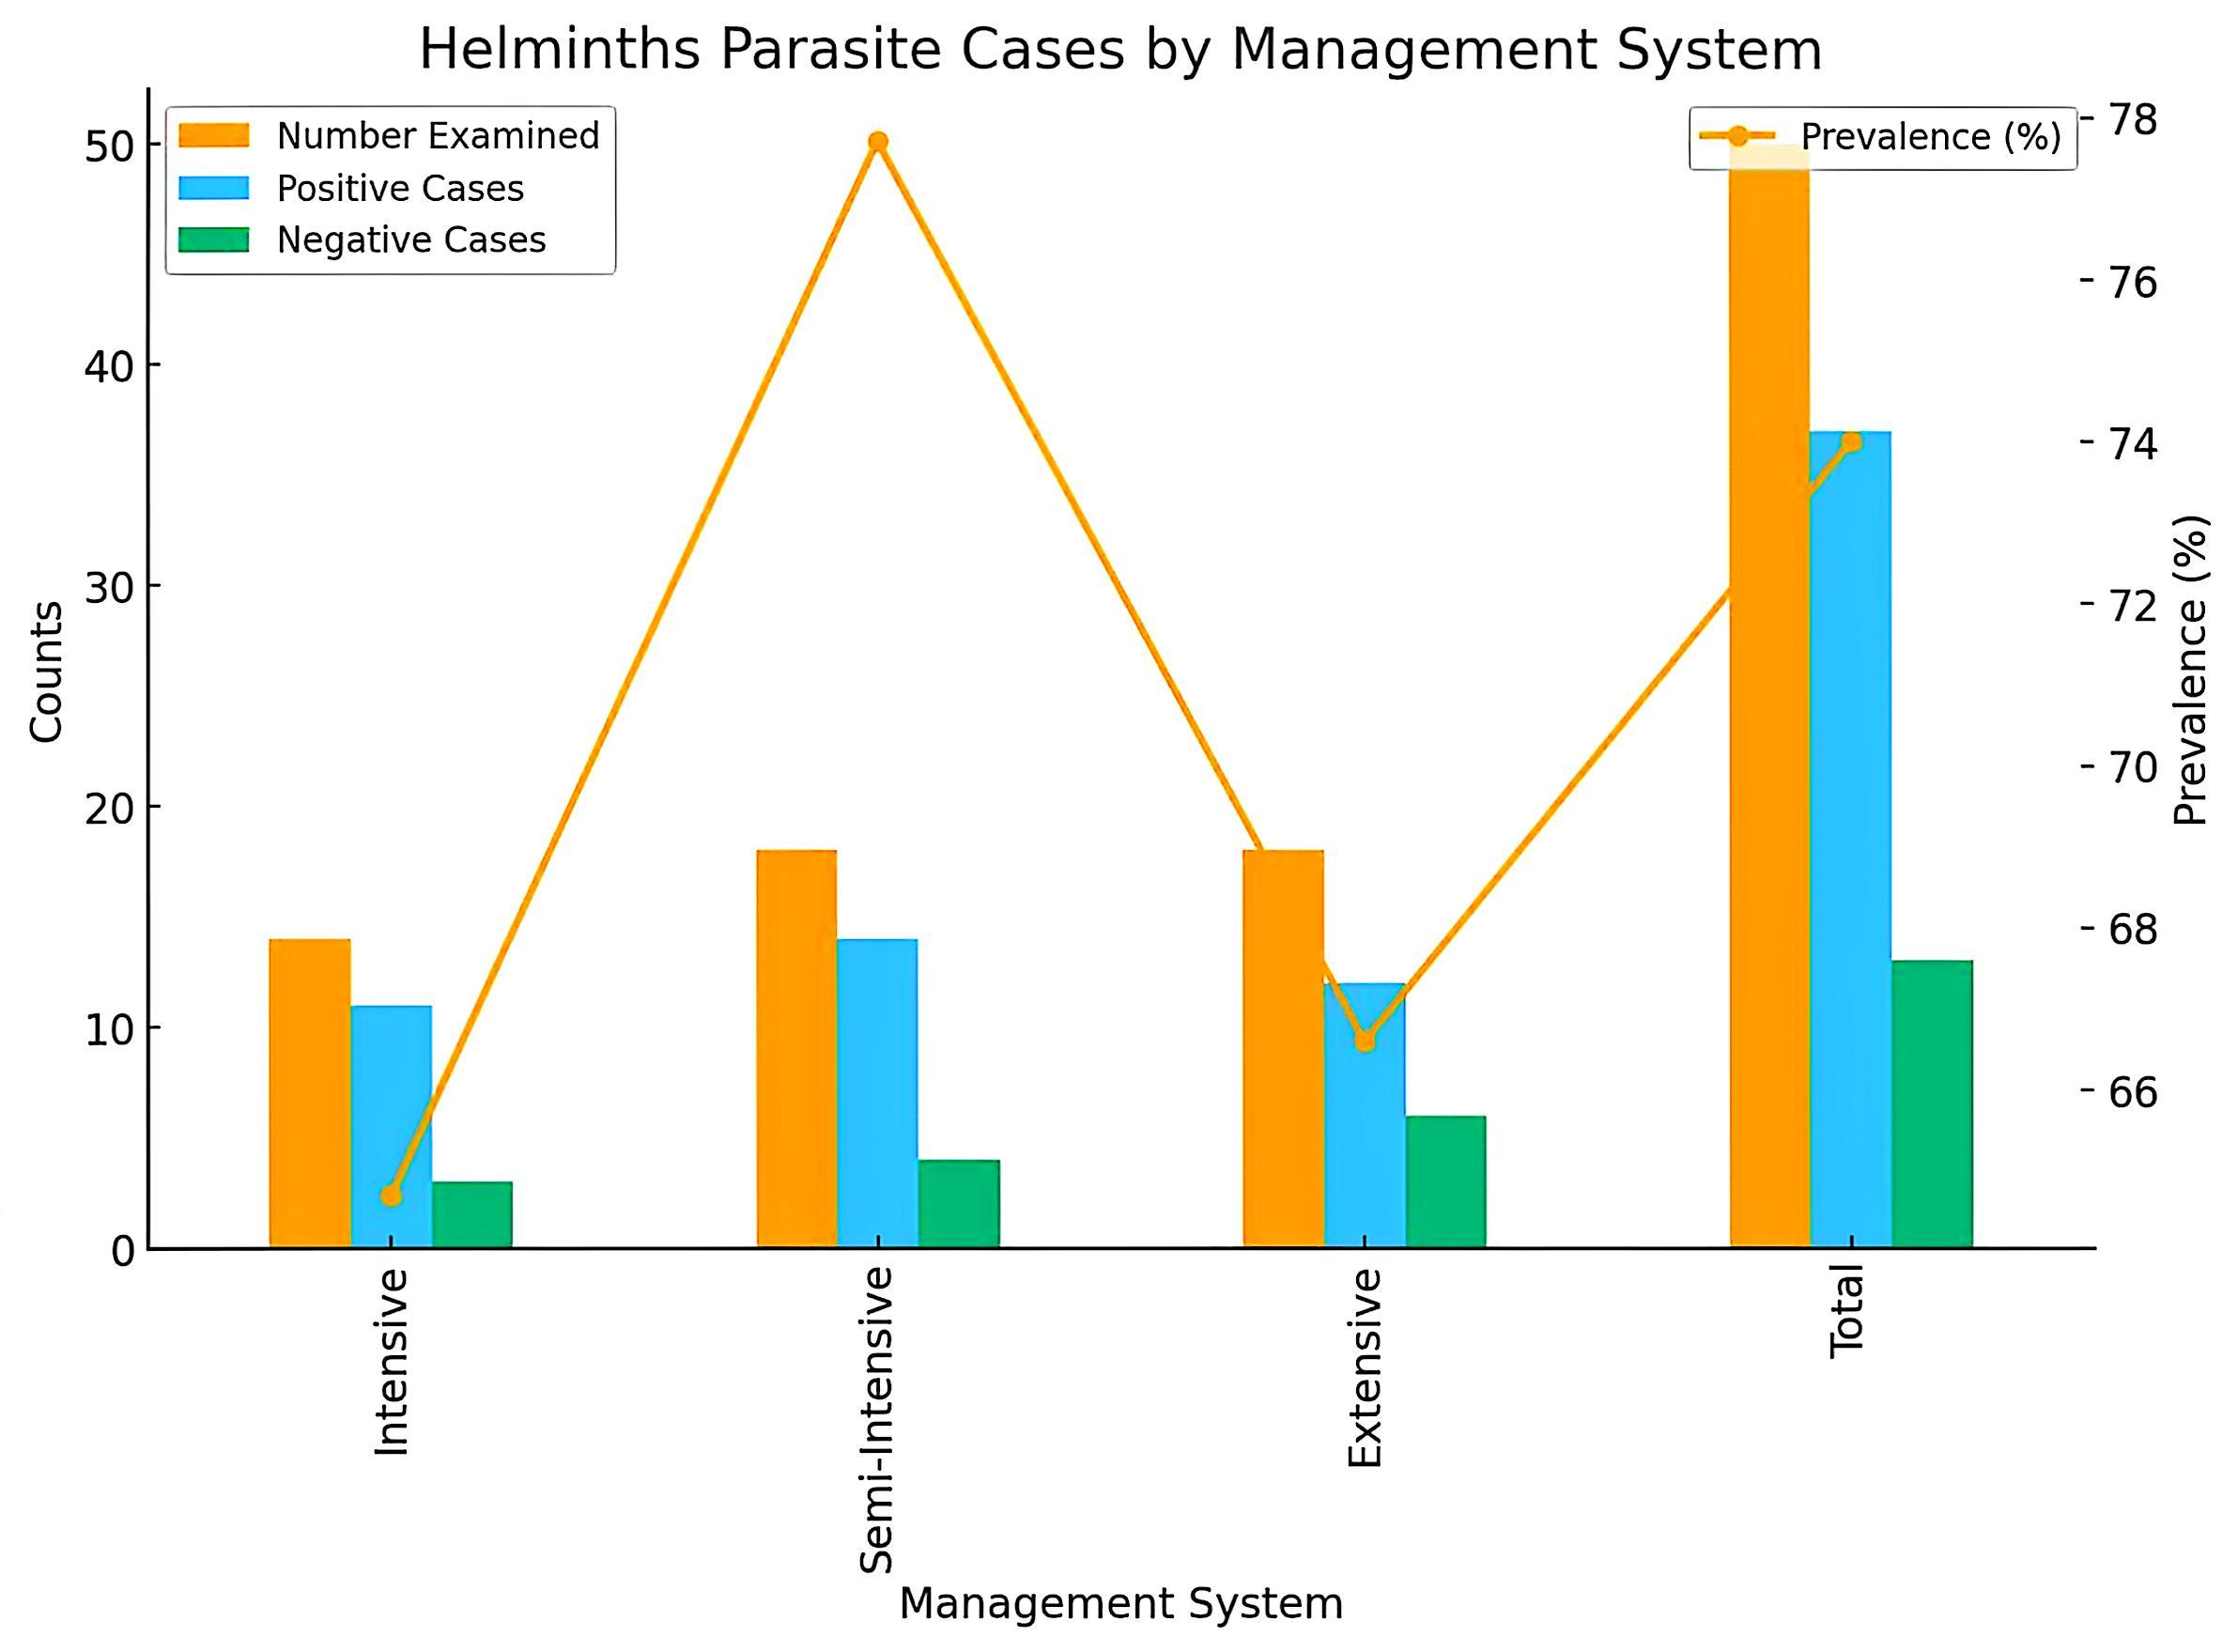 Helminths Parasite Cases by Management System
Number Examined
Positive Cases
Negative Cases
Prevalence (%)
50
40
30
20
10
0
Counts
78
76
74
72
70
68
66
Prevalence (%)
Intensive
Semi-Intensive
Extensive
Total
Management System